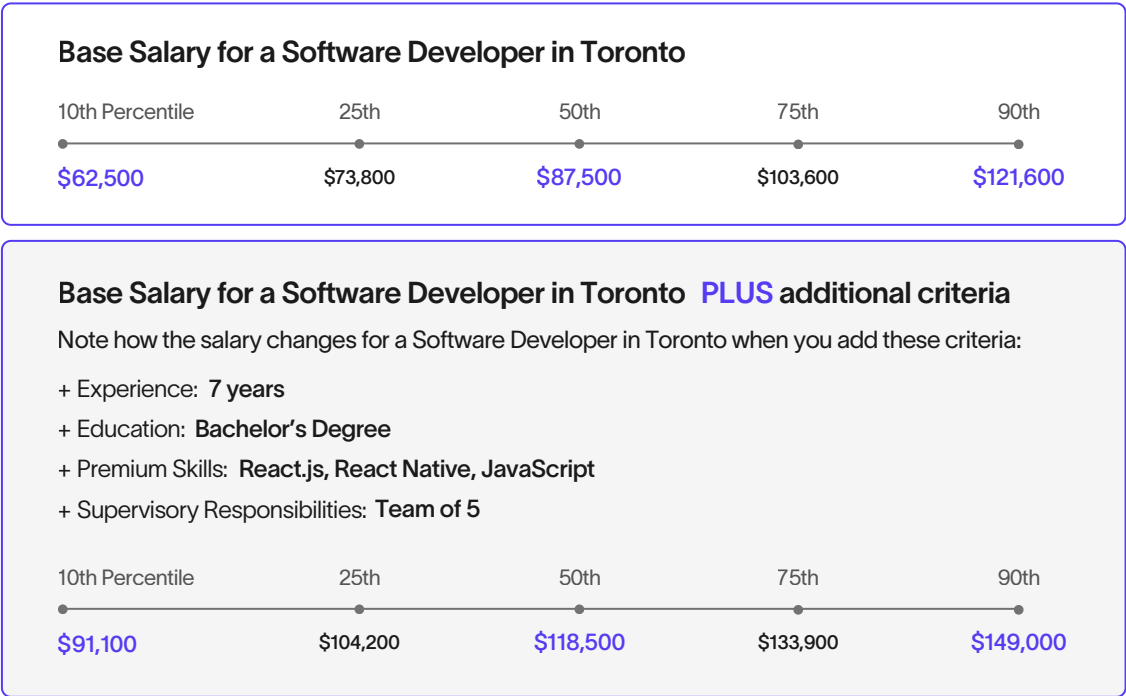 Base Salary for a Software Developer in Toronto
10th Percentile 25th 50th 75th 90th
$62,500 $73,800 $87,500 $103,600 $121,600
Base Salary for a Software Developer in Toronto PLUS additional criteria
Note how the salary changes for a Software Developer in Toronto when you add these criteria:
+ Experience: 7 years
+ Education: Bachelor’s Degree
+ Premium Skills: React.js, React Native, JavaScript
+ Supervisory Responsibilities: Team of 5
10th Percentile 25th 50th 75th 90th
$91,100 $104,200 $118,500 $133,900 $149,000